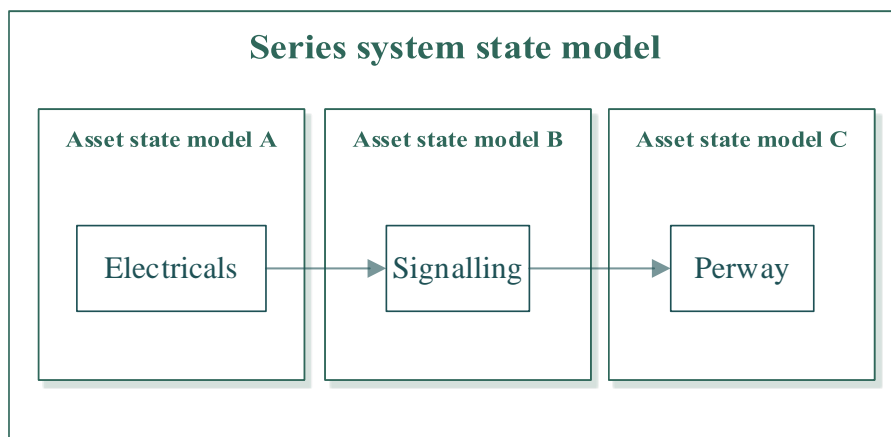 Series system state model
Asset state model A
Asset state model B
Asset state model C
Electricals
Signalling
Perway